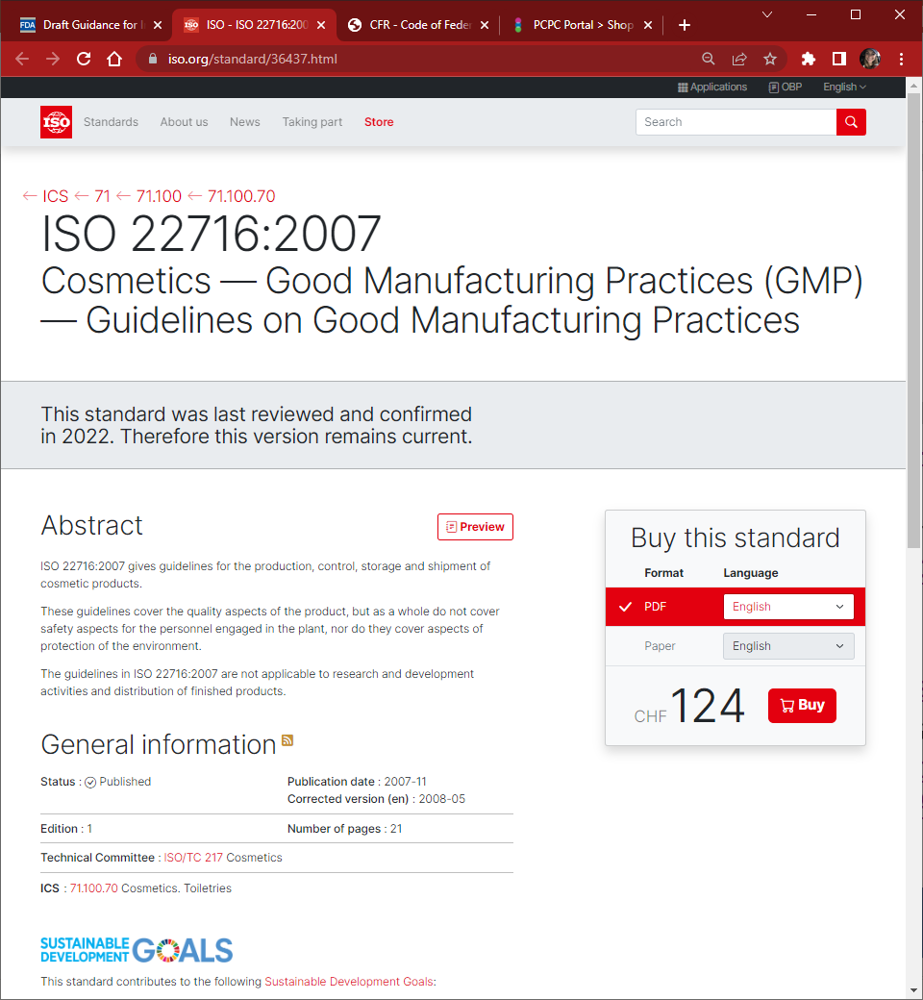 FDA Draft Guidance for I
ISO ISO - ISO 22716:200
CFR - Code of Feder
PCPC Portal > Shop
iso.org/standard/36437.html
Applications OBP English
ISO Standards About us News Taking part Store Search
← ICS ← 71 ← 71.100 ← 71.100.70
ISO 22716:2007
Cosmetics — Good Manufacturing Practices (GMP)
— Guidelines on Good Manufacturing Practices
This standard was last reviewed and confirmed
in 2022. Therefore this version remains current.
Abstract
Preview
ISO 22716:2007 gives guidelines for the production, control, storage and shipment of
cosmetic products.
These guidelines cover the quality aspects of the product, but as a whole do not cover
safety aspects for the personnel engaged in the plant, nor do they cover aspects of
protection of the environment.
The guidelines in ISO 22716:2007 are not applicable to research and development
activities and distribution of finished products.
Buy this standard
Format Language
PDF English
Paper English
CHF 124 Buy
General information
Status : Published
Publication date : 2007-11
Corrected version (en) : 2008-05
Edition : 1
Number of pages : 21
Technical Committee : ISO/TC 217 Cosmetics
ICS : 71.100.70 Cosmetics. Toiletries
SUSTAINABLE
DEVELOPMENT GOALS
This standard contributes to the following Sustainable Development Goals: